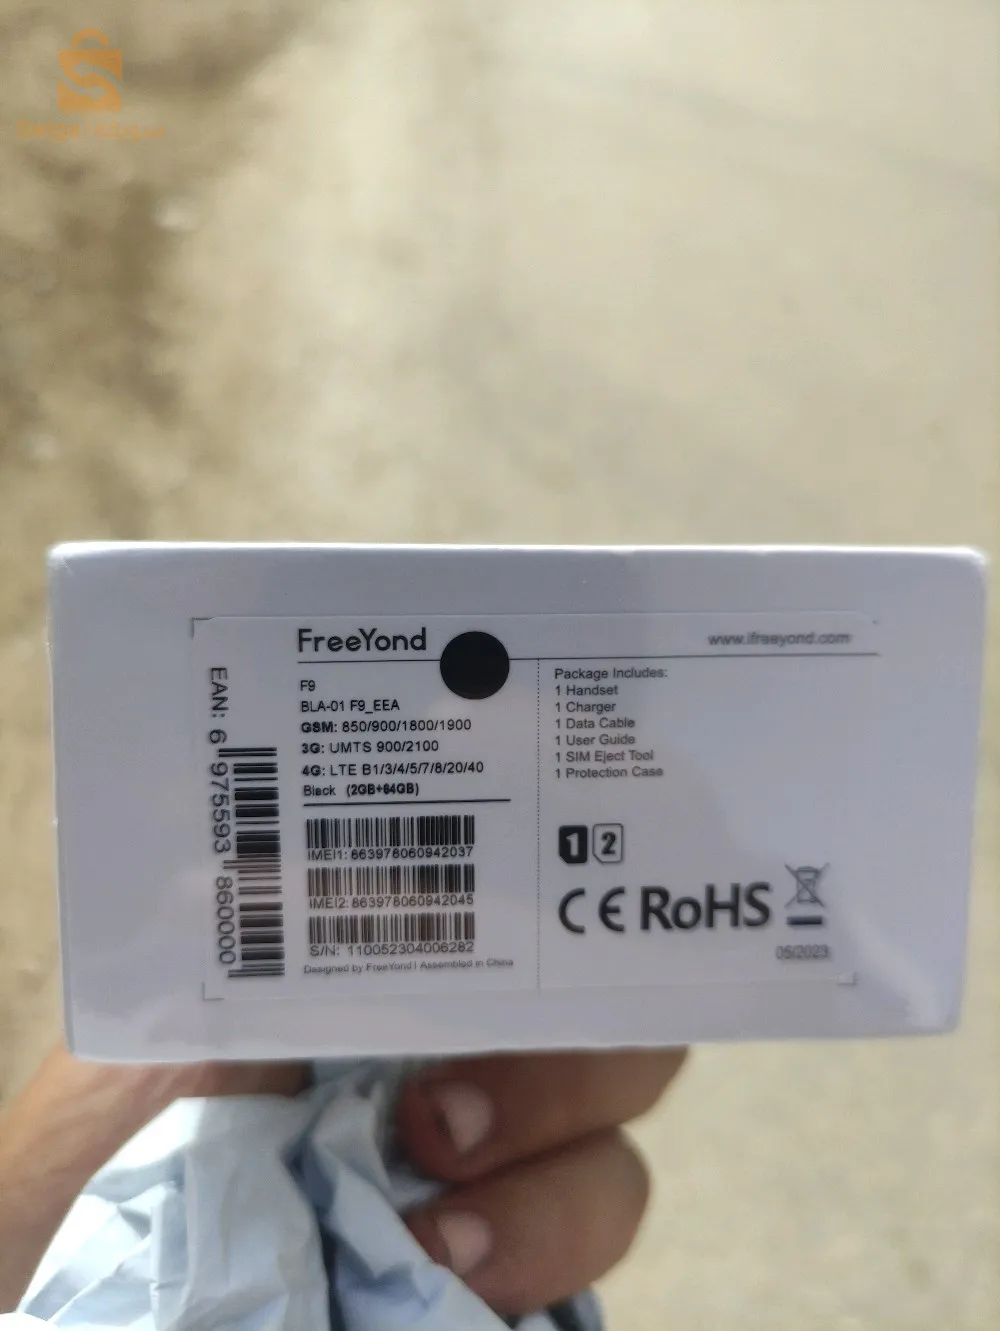 سويقة
FreeYond
www.ifreeyond.com
F9
BLA-01 F9_EEA
GSM: 850/900/1800/1900
3G: UMTS 900/2100
4G: LTE B1/3/4/5/7/8/20/40
Black (2GB+64GB)
IMEI1: 863978060942037
IMEI2: 863978060942045
S/N: 110052304006282
Designed by FreeYond | Assembled in China
EAN: 6 975593 860000
Package Includes:
1 Handset
1 Charger
1 Data Cable
1 User Guide
1 SIM Eject Tool
1 Protection Case
1 2
CE RoHS
05/2023